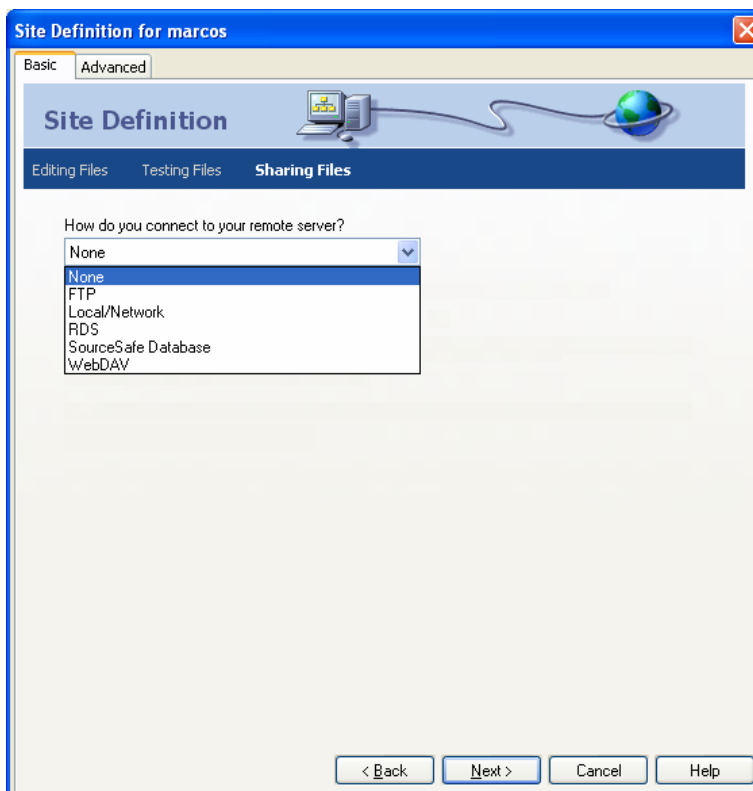 Site Definition for marcos
Basic Advanced
Site Definition
Editing Files Testing Files Sharing Files
How do you connect to your remote server?
None
None
FTP
Local/Network
RDS
SourceSafe Database
WebDAV
< Back Next > Cancel Help